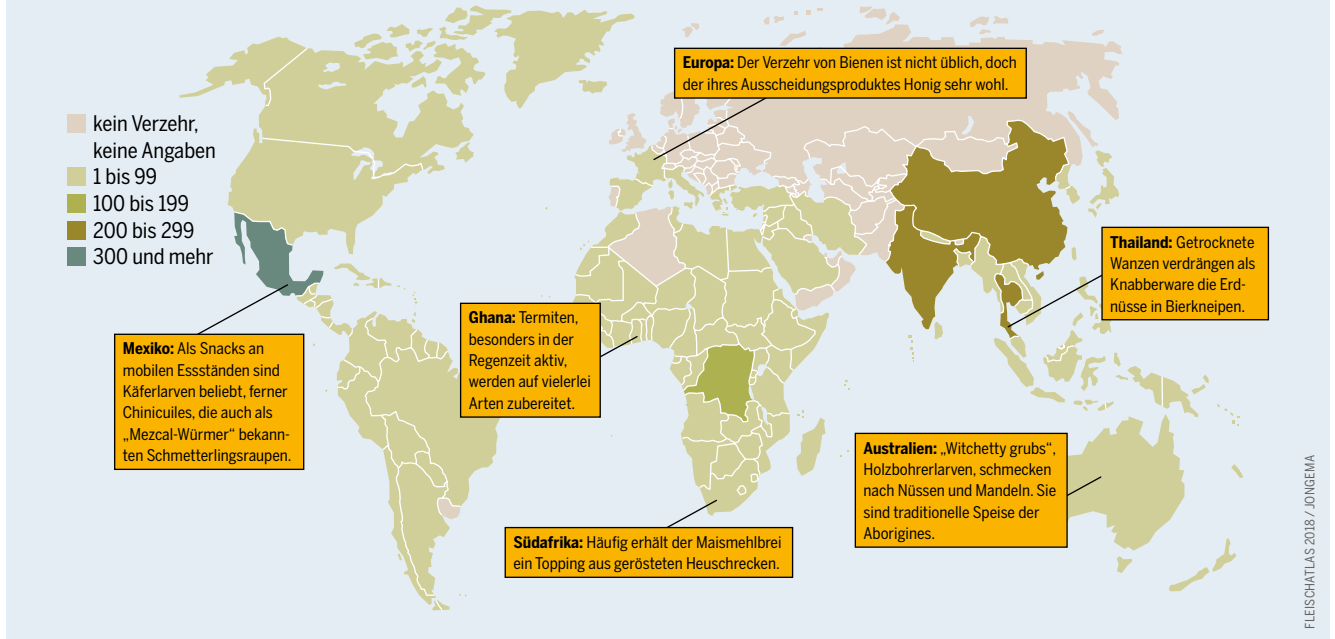 Europa: Der Verzehr von Bienen ist nicht üblich, doch
der ihres Ausscheidungsproduktes Honig sehr wohl.
kein Verzehr,
keine Angaben
1 bis 99
100 bis 199
200 bis 299
300 und mehr
Thailand: Getrocknete
Wanzen verdrängen als
Knabberware die Erd-
nüsse in Bierkneipen.
Ghana: Termiten,
besonders in der
Regenzeit aktiv,
werden auf vielerlei
Arten zubereitet.
Mexiko: Als Snacks an
mobilen Essständen sind
Käferlarven beliebt, ferner
Chinicuiles, die auch als
„Mezcal-Würmer“ bekann-
ten Schmetterlingsraupen.
Australien: „Witchetty grubs“,
Holzbohrerlarven, schmecken
nach Nüssen und Mandeln. Sie
sind traditionelle Speise der
Aborigines.
Südafrika: Häufig erhält der Maismehlbrei
ein Topping aus gerösteten Heuschrecken.
FLEISCHATLAS 2018 / JONGEMA